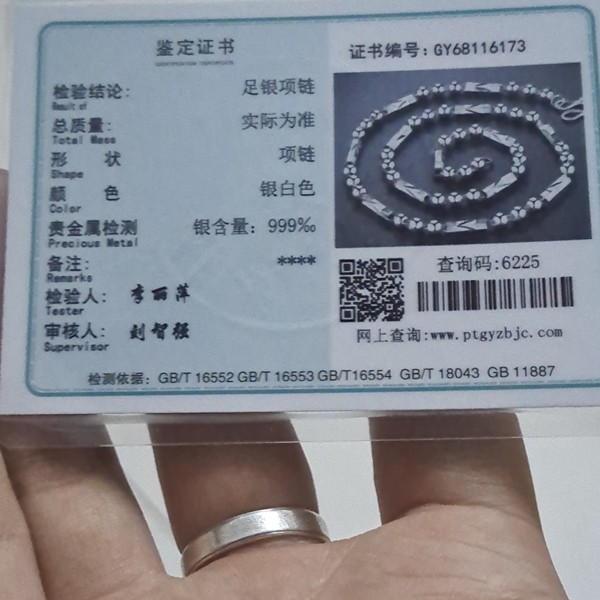 鉴定证书
证书编号: GY68116173
检验结论: 足银项链
Result of
总质量: 实际为准
Total Mass
形 状 项链
Shape
颜 色 银白色
Color
贵金属检测 银含量: 999‰
Precious Metal
备注: ****
Remarks
检验人: 李丽萍
Tester
审核人: 刘智强
Supervisor
查询码:6225
网上查询:www.ptgyzbjc.com
检测依据: GB/T 16552 GB/T 16553 GB/T16554 GB/T 18043 GB 11887